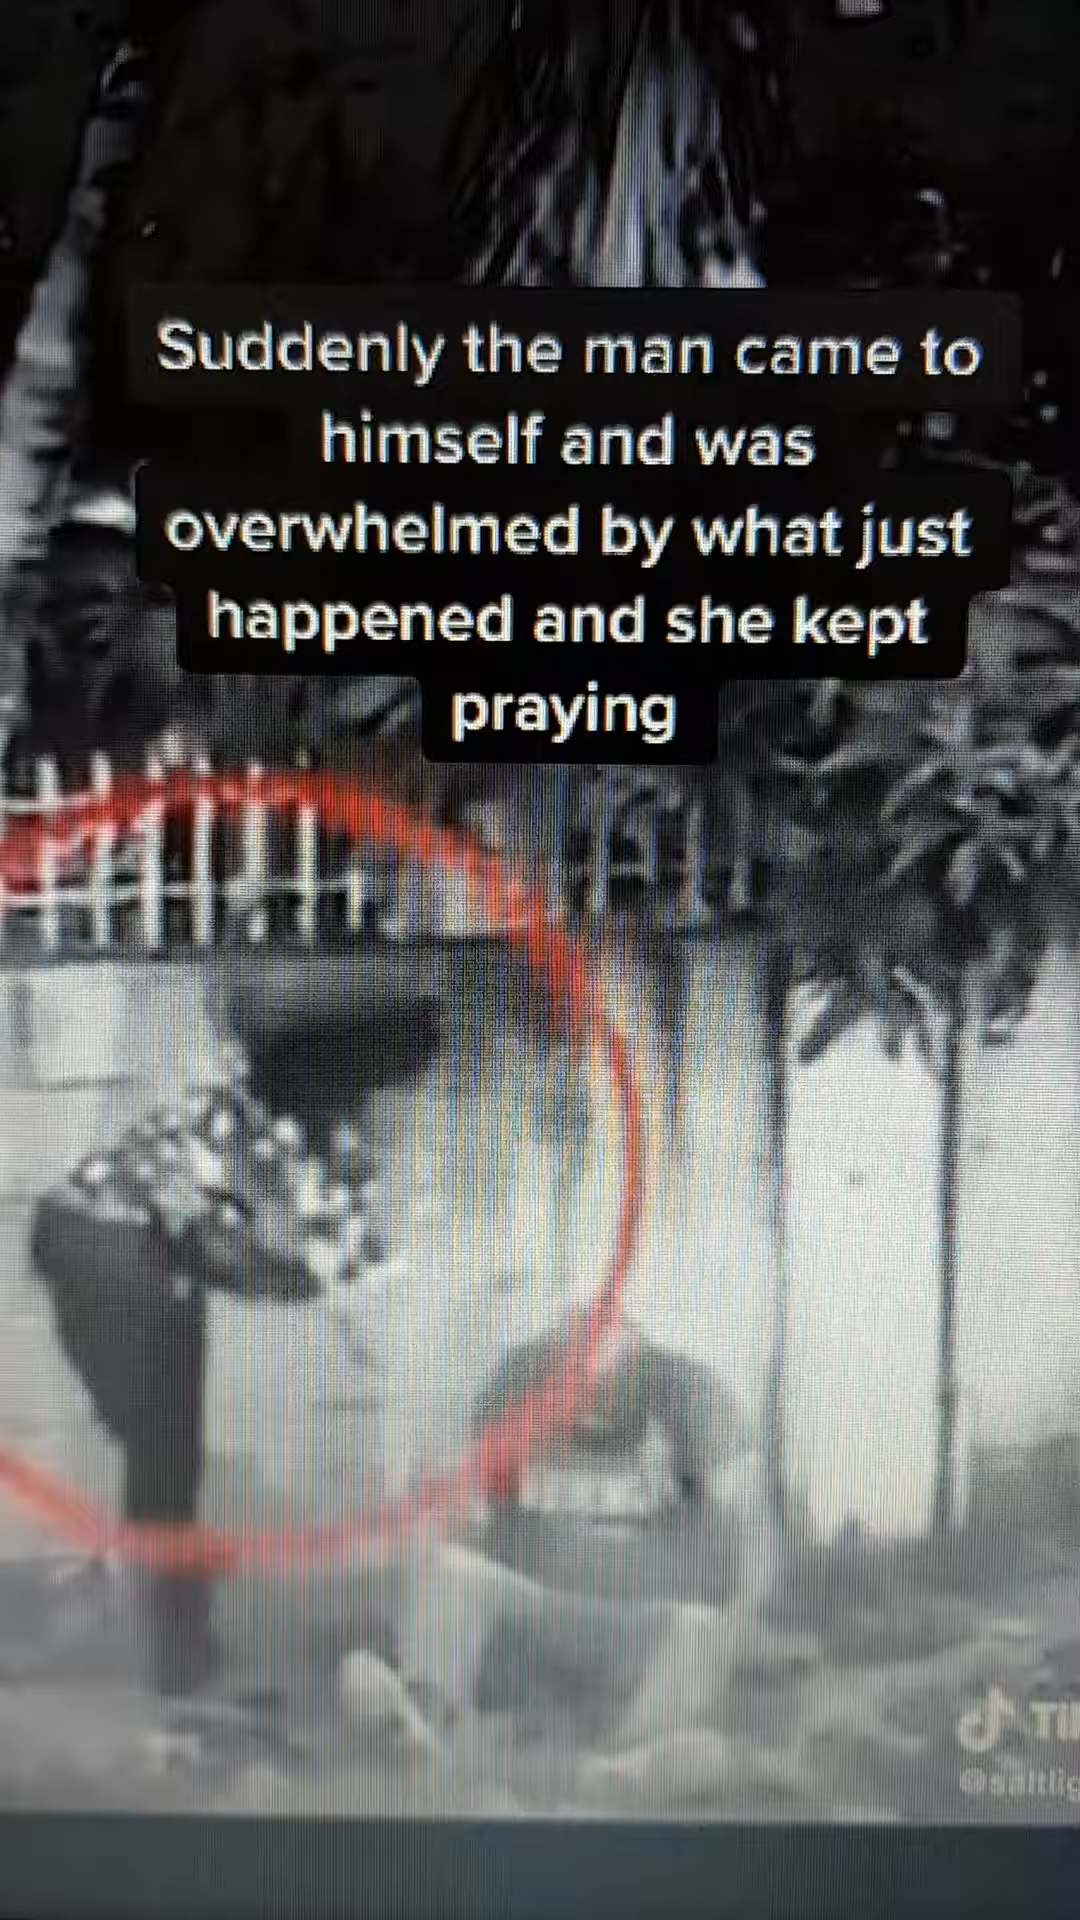 Suddenly the man came to
himself and was
overwhelmed by what just
happened and she kept
praying